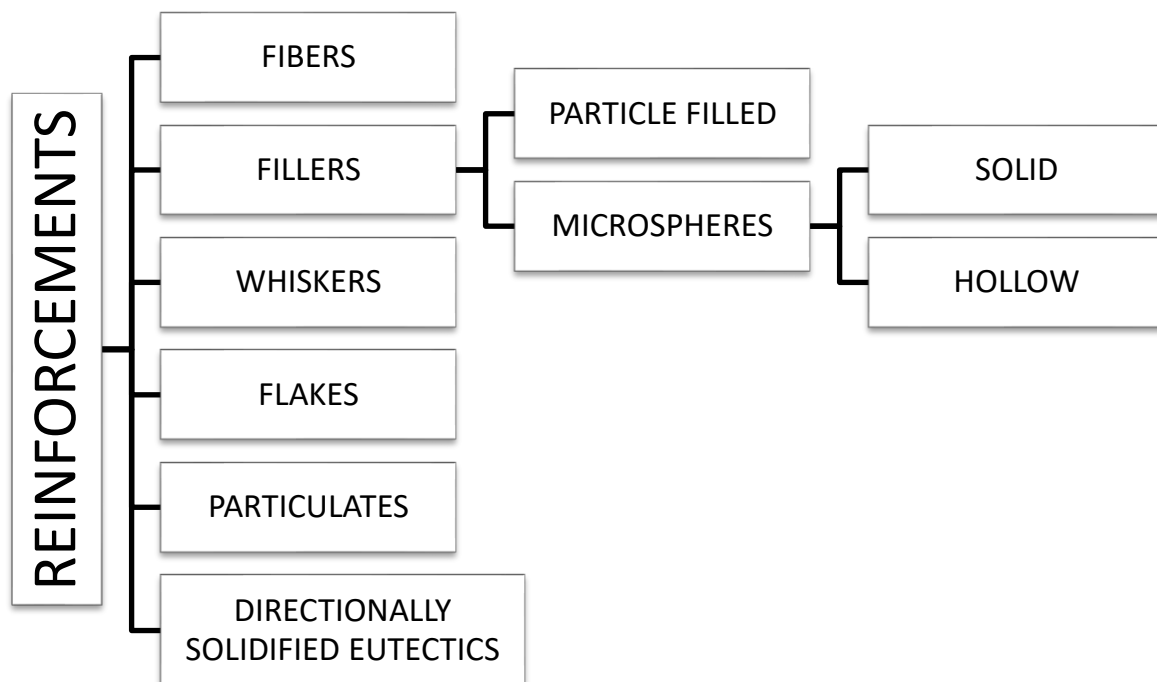 REINFORCEMENTS
FIBERS
FILLERS
WHISKERS
FLAKES
PARTICULATES
DIRECTIONALLY
SOLIDIFIED EUTECTICS
PARTICLE FILLED
MICROSPHERES
SOLID
HOLLOW